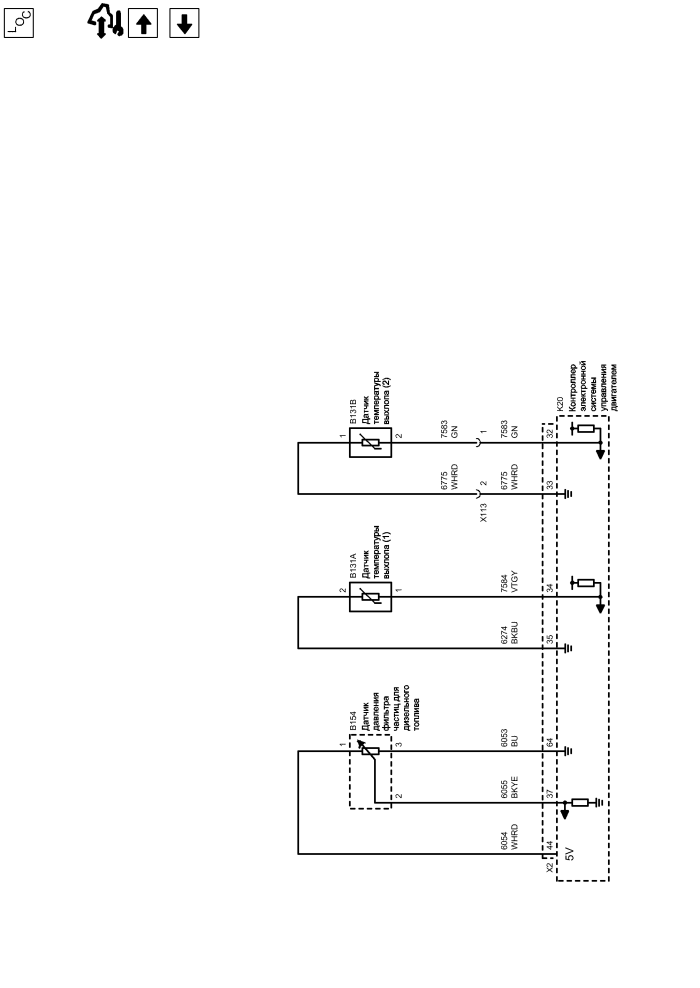 LOC
B154
Датчик
давления
фильтра
частиц для
дизельного
топлива
1
2
3
6054
WHRD
6055
BKYE
6053
BU
X2
44
37
64
5V
B131A
Датчик
температуры
выхлопа (1)
2
1
6274
BKBU
7584
VTGY
35
34
B131B
Датчик
температуры
выхлопа (2)
1
2
6775
WHRD
7583
GN
X113
2
1
6775
WHRD
7583
GN
33
32
K20
Контроллер
электронной
системы
управления
двигателем